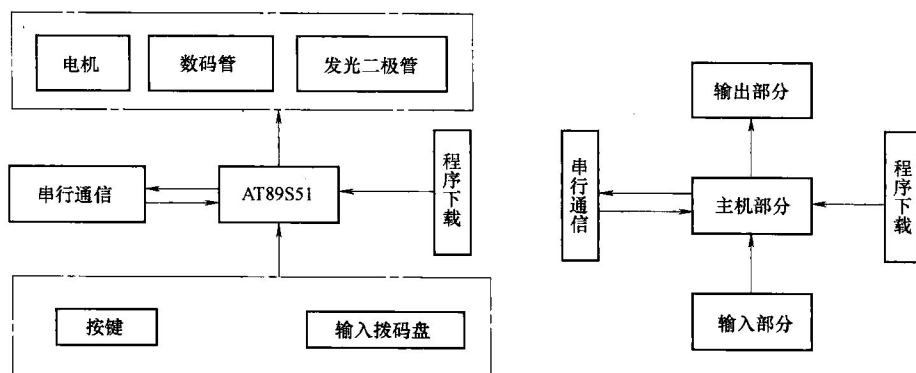 电机
数码管
发光二极管
串行通信
AT89S51
程序下载
按键
输入拨码盘
输出部分
串行通信
主机部分
程序下载
输入部分